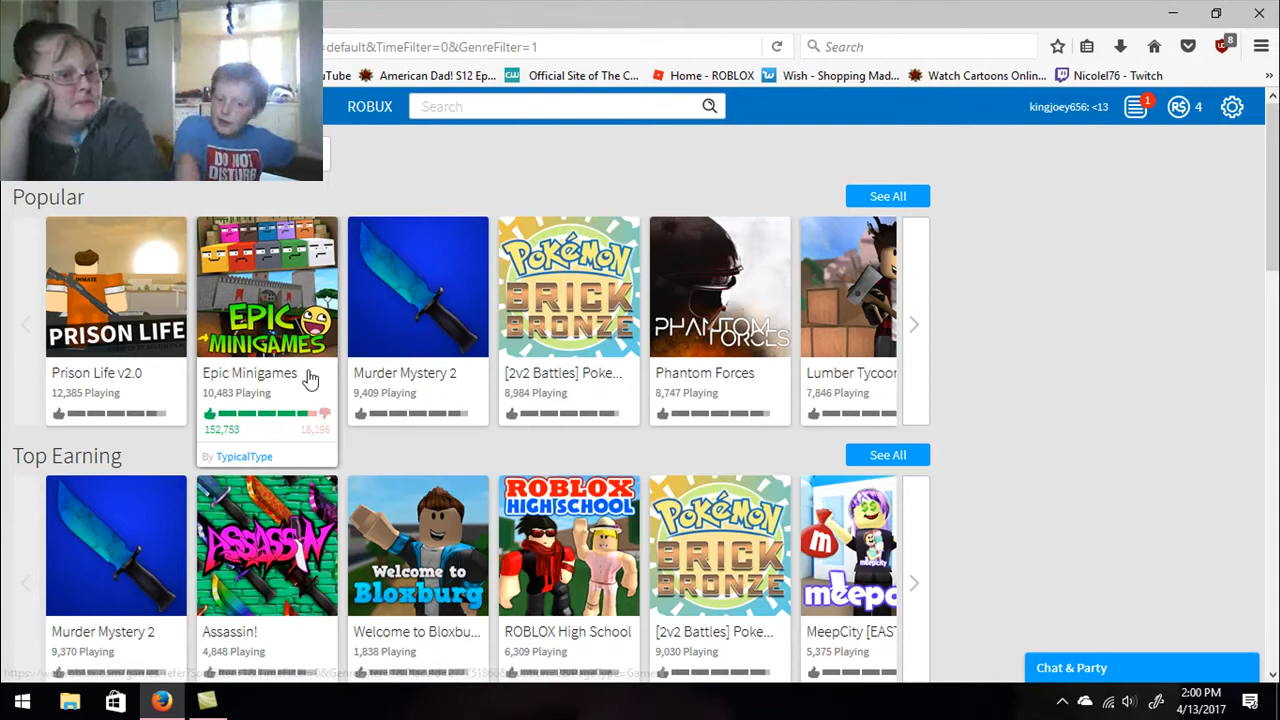 =default&TimeFilter=0&GenreFilter=1
Search
8
uTube
American Dad! S12 Ep...
Official Site of The C...
Home - ROBLOX
Wish - Shopping Mad...
Watch Cartoons Onlin...
Nicolel76 - Twitch
ROBUX
Search
kingjoey656: <13
1
R$ 4
DO NOT
DISTURB
Popular
See All
INMATE
PRISON LIFE
EPIC
MINIGAMES
POKéMON
BRICK
BRONZE
PHANTOM FORCES
Prison Life v2.0
Epic Minigames
Murder Mystery 2
[2v2 Battles] Poke...
Phantom Forces
Lumber Tycoon
12,385 Playing
10,483 Playing
9,409 Playing
8,984 Playing
8,747 Playing
7,846 Playing
152,753
16,196
By TypicalType
Top Earning
See All
ASSASSIN
Welcome to
Bloxburg
ROBLOX
HIGH SCHOOL
POKéMON
BRICK
BRONZE
m
meepcity
meepc
Murder Mystery 2
Assassin!
Welcome to Bloxbu...
ROBLOX High School
[2v2 Battles] Poke...
MeepCity [EAST
9,370 Playing
4,848 Playing
1,838 Playing
6,309 Playing
9,030 Playing
5,375 Playing
Chat & Party
2:00 PM
4/13/2017